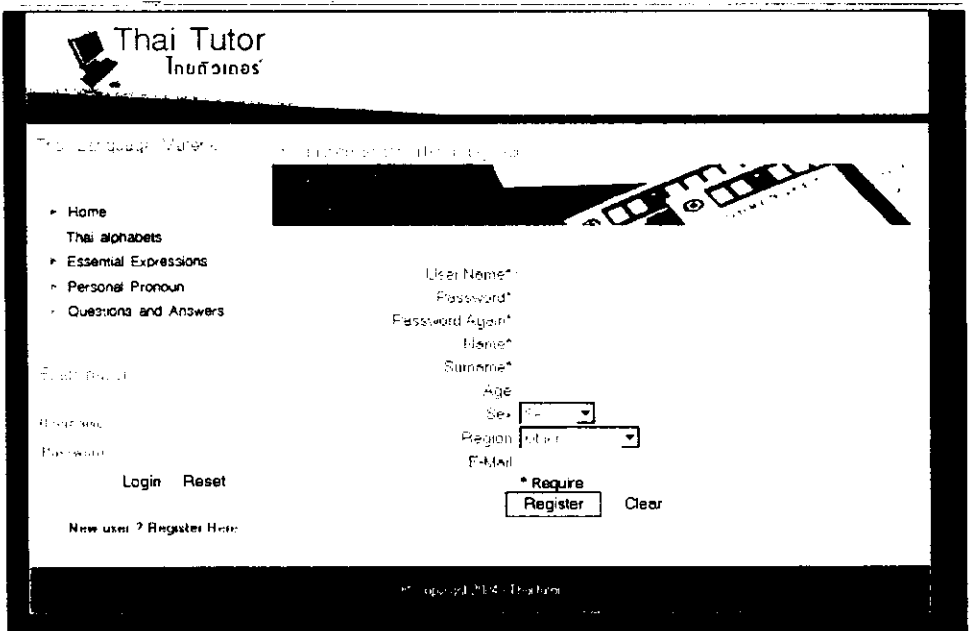 Thai Tutor
ไทยติวเตอร์
Home
Thai alphabets
Essential Expressions
Personal Pronoun
Questions and Answers
User Name*
Password*
Password Again*
Name*
Surname*
Age
Sex
Region
E-Mail
* Require
Register Clear
Password
Login Reset
New user ? Register Here